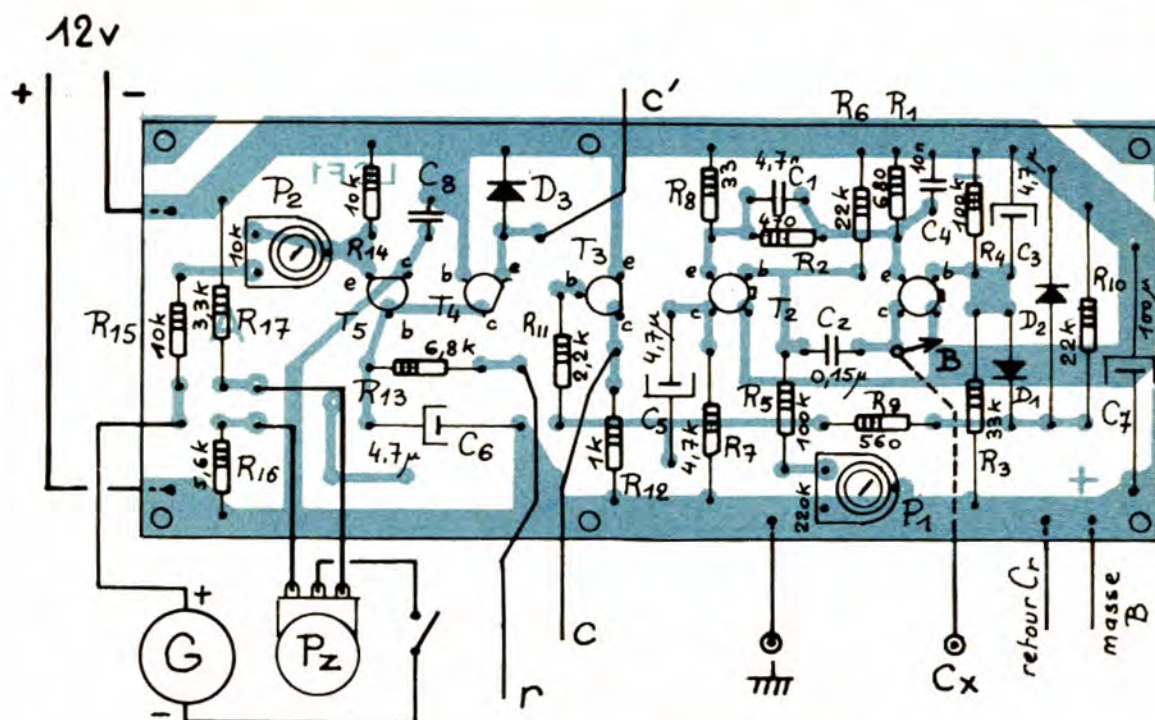 12v
+ -
C'
R6 R1
P2
10k
10k
R14
LCF1
C8
D3
R8
33
4,7n
C1
470
R2
22k
680
10n
C4
100k
R4
4,7µ
C3
R15
10k
3,3k
R17
e c
b
T5
b e
c
T4
T3
b e
c
R11
2,2k
e b
c
T2
e b
c
D2
R10
22k
100µ
C7
6,8k
R13
4,7µ
C6
4,7µ
C5
C2
0,15µ
B
D1
5,6k
R16
1k
R12
4,7k
R7
R5
100k
R9
560
33k
R3
220k
P1
+
+
G
-
Pz
r
C
Cx
retour Cr
masse
B